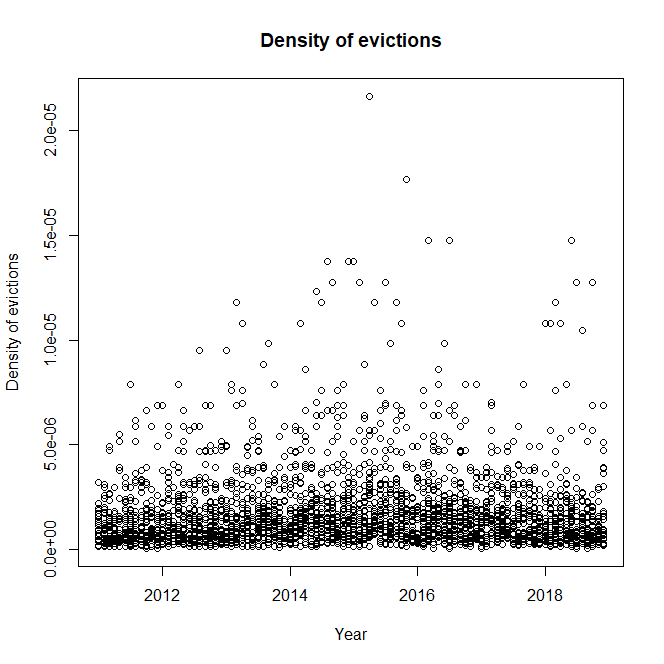 Density of evictions
Density of evictions
2.0e-05
1.5e-05
1.0e-05
5.0e-06
0.0e+00
2012 2014 2016 2018
Year